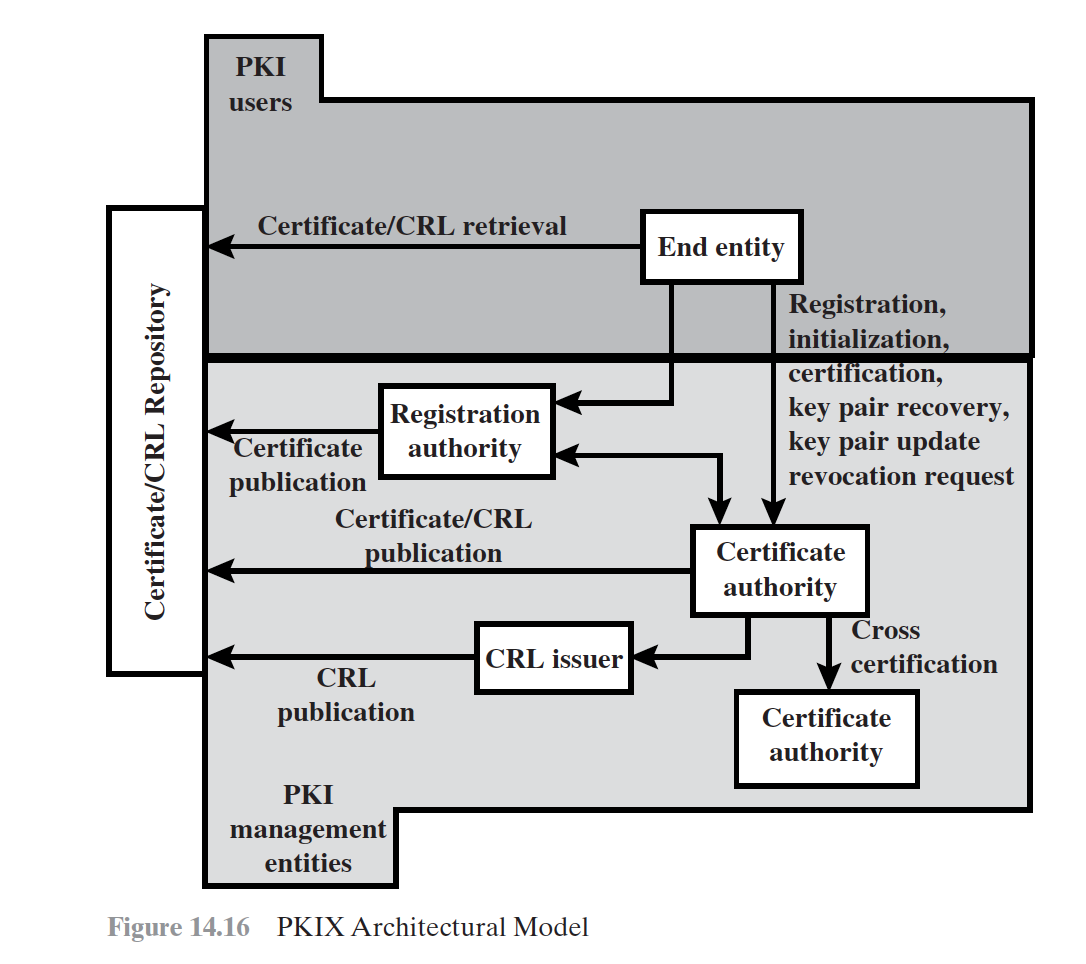 PKI
users
Certificate/CRL retrieval
End entity
Registration,
initialization,
certification,
key pair recovery,
key pair update
revocation request
Certificate/CRL Repository
Registration
authority
Certificate
publication
Certificate/CRL
publication
Certificate
authority
CRL issuer
Cross
certification
CRL
publication
Certificate
authority
PKI
management
entities
Figure 14.16 PKIX Architectural Model